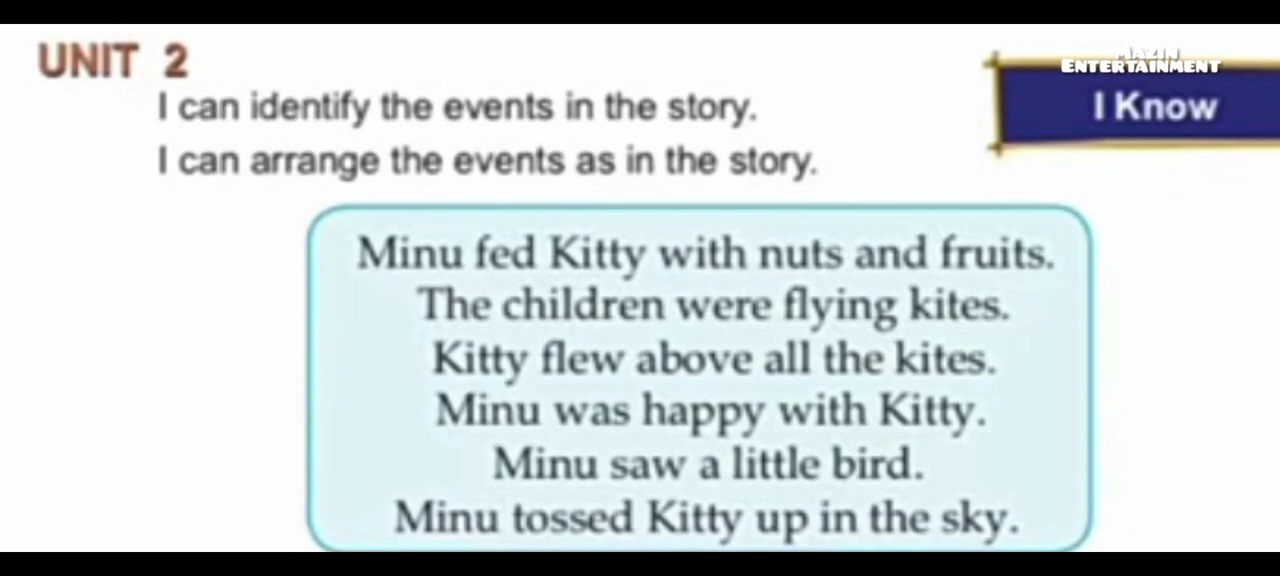 UNIT 2
MAZIN
ENTERTAINMENT
I Know
I can identify the events in the story.
I can arrange the events as in the story.
Minu fed Kitty with nuts and fruits.
The children were flying kites.
Kitty flew above all the kites.
Minu was happy with Kitty.
Minu saw a little bird.
Minu tossed Kitty up in the sky.